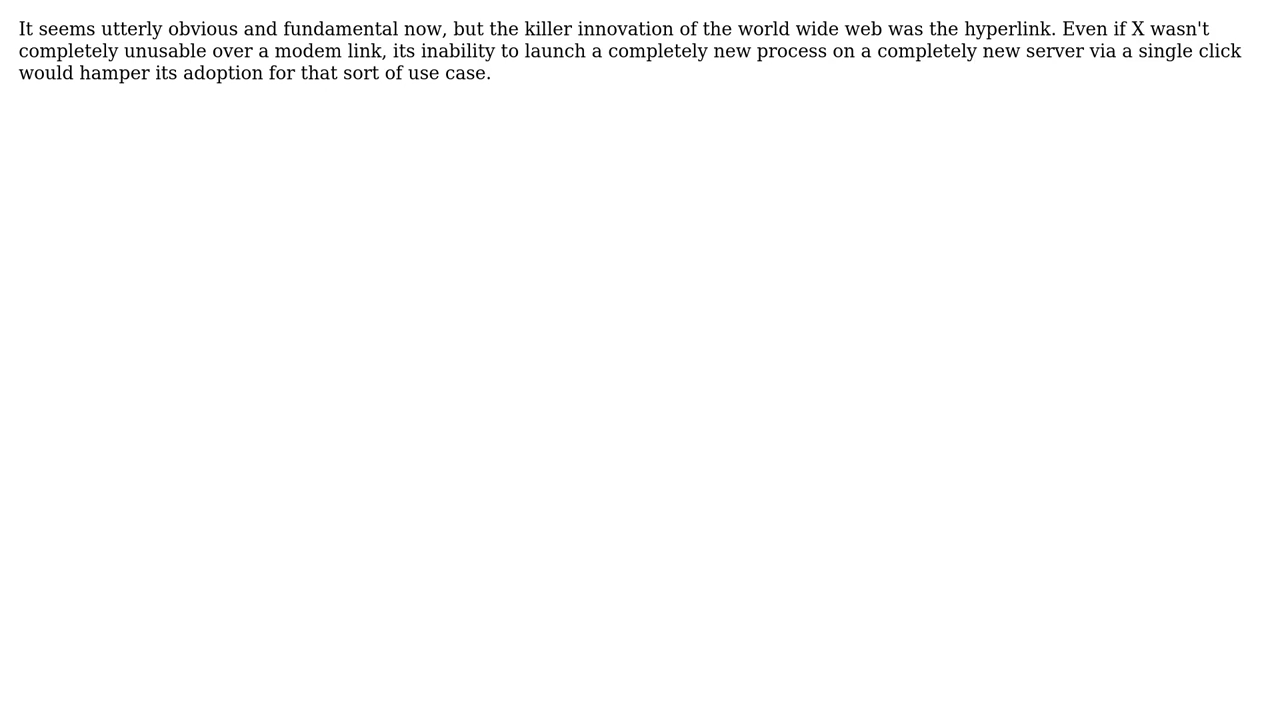 It seems utterly obvious and fundamental now, but the killer innovation of the world wide web was the hyperlink. Even if X wasn't
completely unusable over a modem link, its inability to launch a completely new process on a completely new server via a single click
would hamper its adoption for that sort of use case.